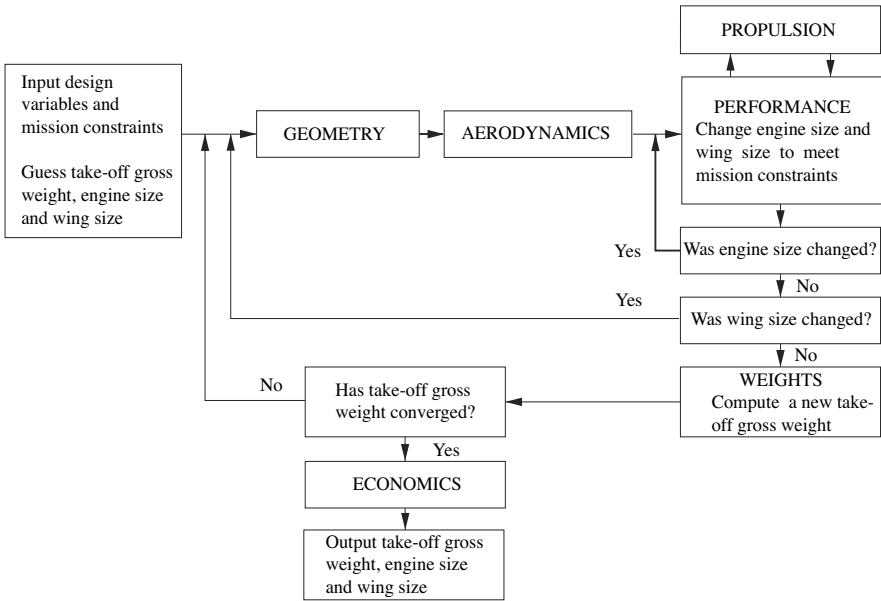 PROPULSION
Input design
variables and
mission constraints
Guess take-off gross
weight, engine size
and wing size
GEOMETRY
AERODYNAMICS
PERFORMANCE
Change engine size and
wing size to meet
mission constraints
Yes
Was engine size changed?
No
Yes
Was wing size changed?
No
WEIGHTS
Compute a new take-
off gross weight
No
Has take-off gross
weight converged?
Yes
ECONOMICS
Output take-off gross
weight, engine size
and wing size